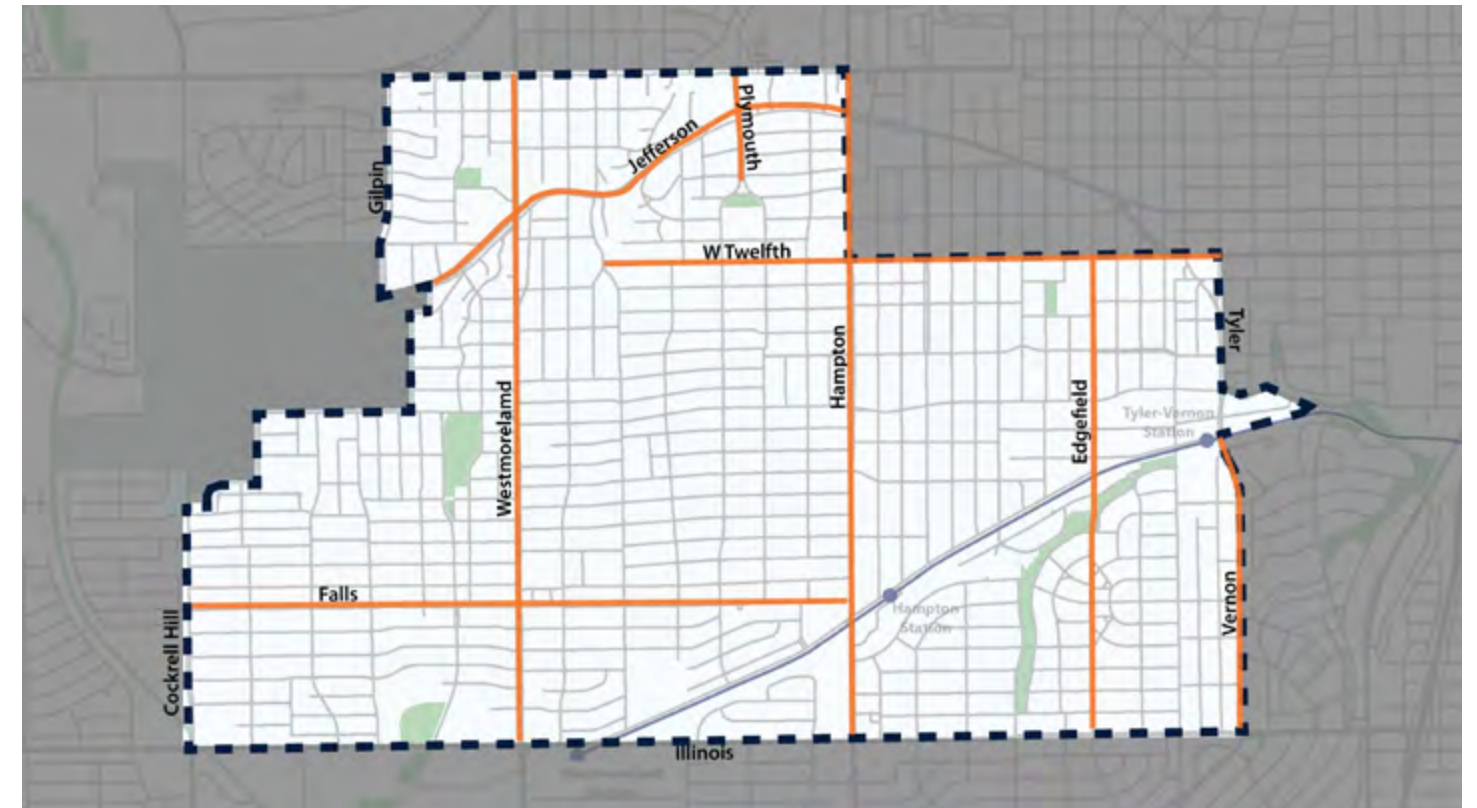 Plymouth
Jefferson
Gilpin
W Twelfth
Tyler
Hampton
Westmoreland
Edgefield
Tyler-Vernon
Station
Falls
Hampton
Station
Vernon
Cockrell Hill
Illinois